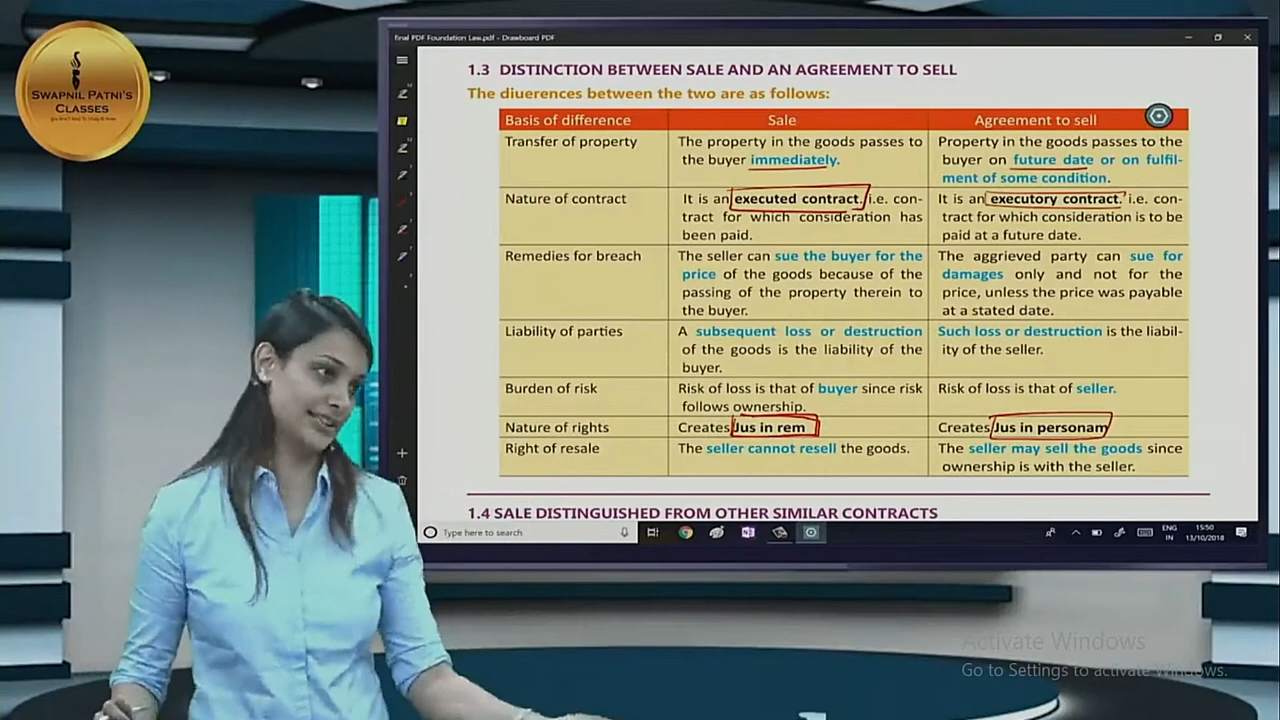 SWAPNIL PATNI'S
CLASSES
final PDF Foundation Law.pdf - Drawboard PDF
1.3 DISTINCTION BETWEEN SALE AND AN AGREEMENT TO SELL
The diuerences between the two are as follows:
Basis of difference Sale Agreement to sell
Transfer of property The property in the goods passes to Property in the goods passes to the
the buyer immediately. buyer on future date or on fulfil-
ment of some condition.
Nature of contract It is an executed contract. i.e. con- It is an executory contract. i.e. con-
tract for which consideration has tract for which consideration is to be
been paid. paid at a future date.
Remedies for breach The seller can sue the buyer for the The aggrieved party can sue for
price of the goods because of the damages only and not for the
passing of the property therein to price, unless the price was payable
the buyer. at a stated date.
Liability of parties A subsequent loss or destruction Such loss or destruction is the liabil-
of the goods is the liability of the ity of the seller.
buyer.
Burden of risk Risk of loss is that of buyer since risk Risk of loss is that of seller.
follows ownership.
Nature of rights Creates Jus in rem Creates Jus in personam
Right of resale The seller cannot resell the goods. The seller may sell the goods since
ownership is with the seller.
1.4 SALE DISTINGUISHED FROM OTHER SIMILAR CONTRACTS
Type here to search
ENG 15:50
IN 13/10/2018
Activate Windows
Go to Settings to activate Windows.